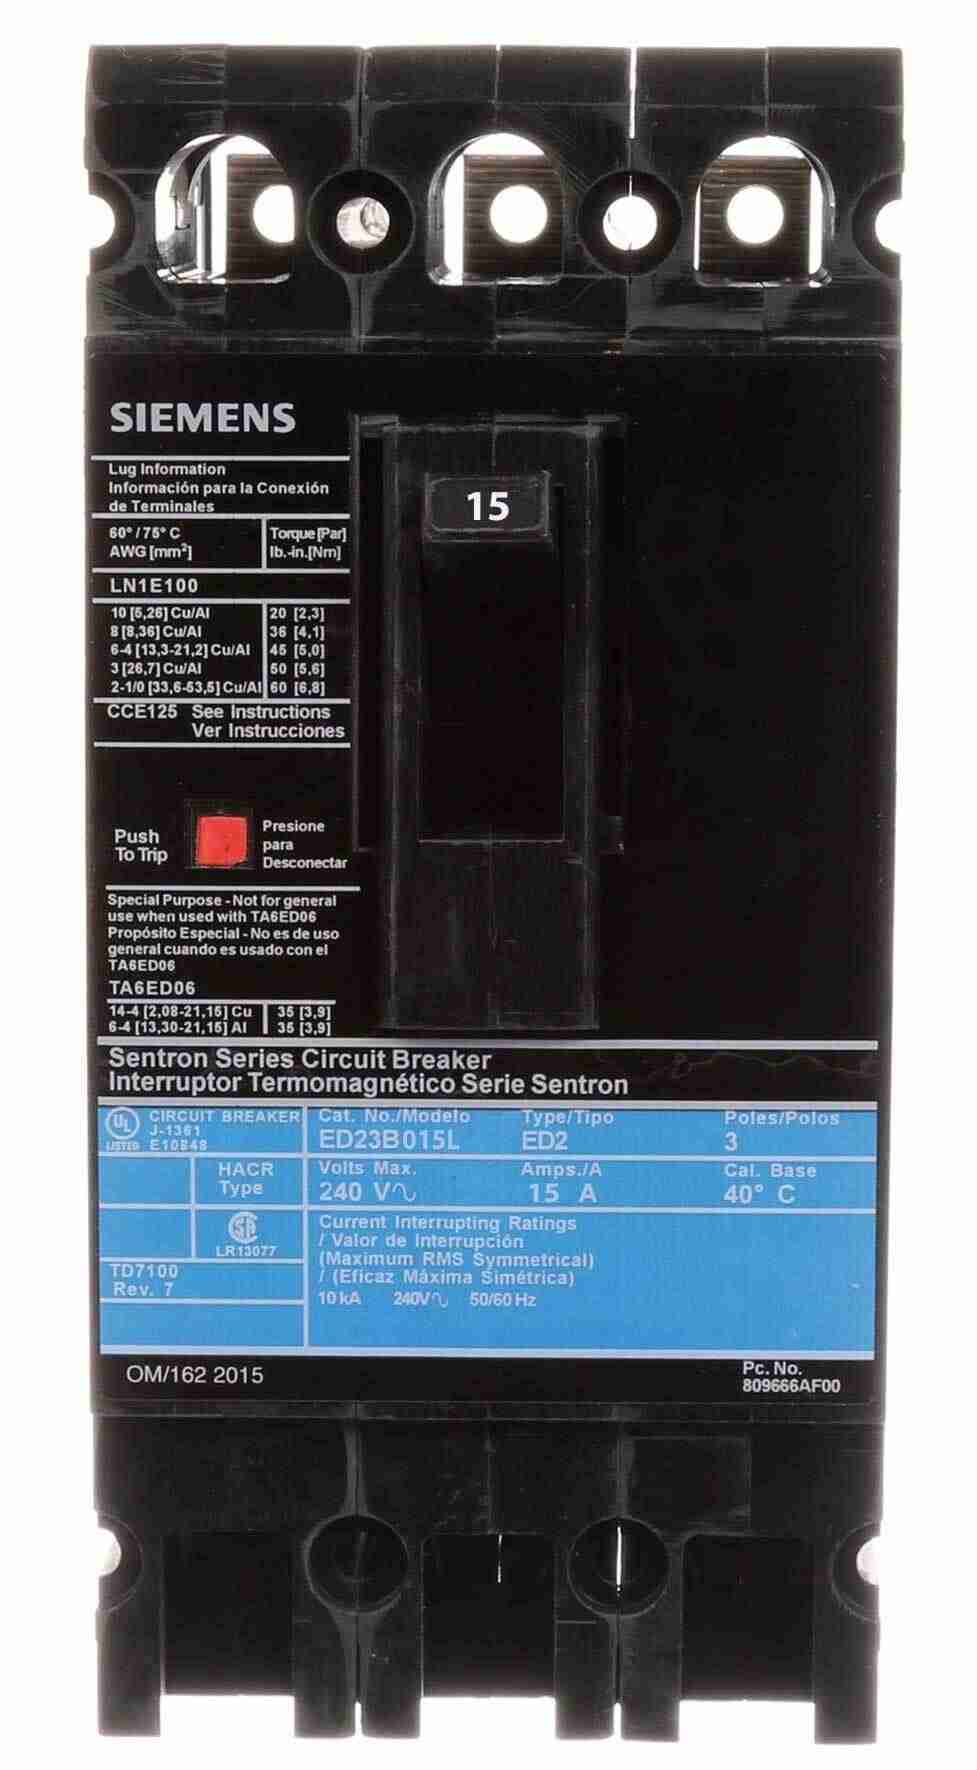 SIEMENS
15
Lug Information
Información para la Conexión
de Terminales
60° / 75° C
AWG [mm²]
Torque [Par]
lb.-in.[Nm]
LN1E100
10 [5,26] Cu/Al 20 [2,3]
8 [8,36] Cu/Al 36 [4,1]
6-4 [13,3-21,2] Cu/Al 45 [5,0]
3 [26,7] Cu/Al 50 [5,6]
2-1/0 [33,6-53,5] Cu/Al 60 [6,8]
CCE125 See Instructions
Ver Instrucciones
Push
To Trip
Presione
para
Desconectar
Special Purpose - Not for general
use when used with TA6ED06
Propósito Especial - No es de uso
general cuando es usado con el
TA6ED06
TA6ED06
14-4 [2,08-21,15] Cu 35 [3,9]
6-4 [13,30-21,15] Al 35 [3,9]
Sentron Series Circuit Breaker
Interruptor Termomagnético Serie Sentron
UL
LISTED
CIRCUIT BREAKER
J-1361
E10848
Cat. No./Modelo
ED23B015L
Type/Tipo
ED2
Poles/Polos
3
HACR
Type
Volts Max.
240 V∿
Amps./A
15 A
Cal. Base
40° C
SA
LR13077
TD7100
Rev. 7
Current Interrupting Ratings
/ Valor de Interrupción
(Maximum RMS Symmetrical)
/ (Eficaz Máxima Simétrica)
10kA 240V∿ 50/60 Hz
OM/162 2015
Pc. No.
809666AF00